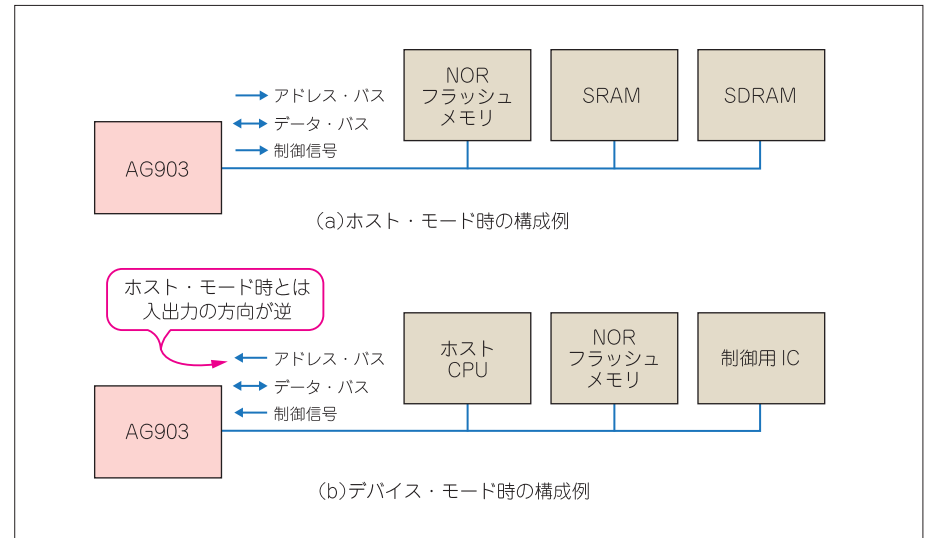 NOR
フラッシュ
メモリ
SRAM
SDRAM
アドレス・バス
データ・バス
制御信号
AG903
(a)ホスト・モード時の構成例
ホスト・モード時とは
入出力の方向が逆
ホスト
CPU
NOR
フラッシュ
メモリ
制御用IC
アドレス・バス
データ・バス
制御信号
AG903
(b)デバイス・モード時の構成例